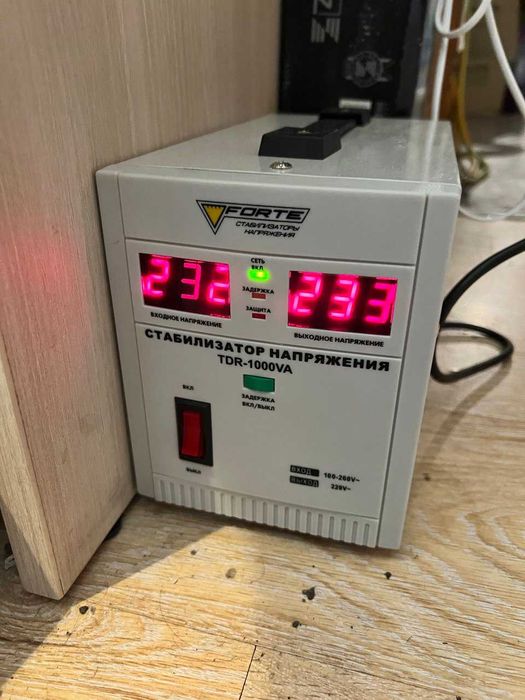 FORTE
СТАБИЛИЗАТОРЫ
НАПРЯЖЕНИЯ
СЕТЬ
ВКЛ
232
233
ЗАДЕРЖКА
ЗАЩИТА
ВХОДНОЕ НАПРЯЖЕНИЕ
ВЫХОДНОЕ НАПРЯЖЕНИЕ
СТАБИЛИЗАТОР НАПРЯЖЕНИЯ
TDR-1000VA
ВКЛ
ЗАДЕРЖКА
ВКЛ/ВЫКЛ
ВЫКЛ
ВХОД 100-260V~
ВЫХОД 220V~